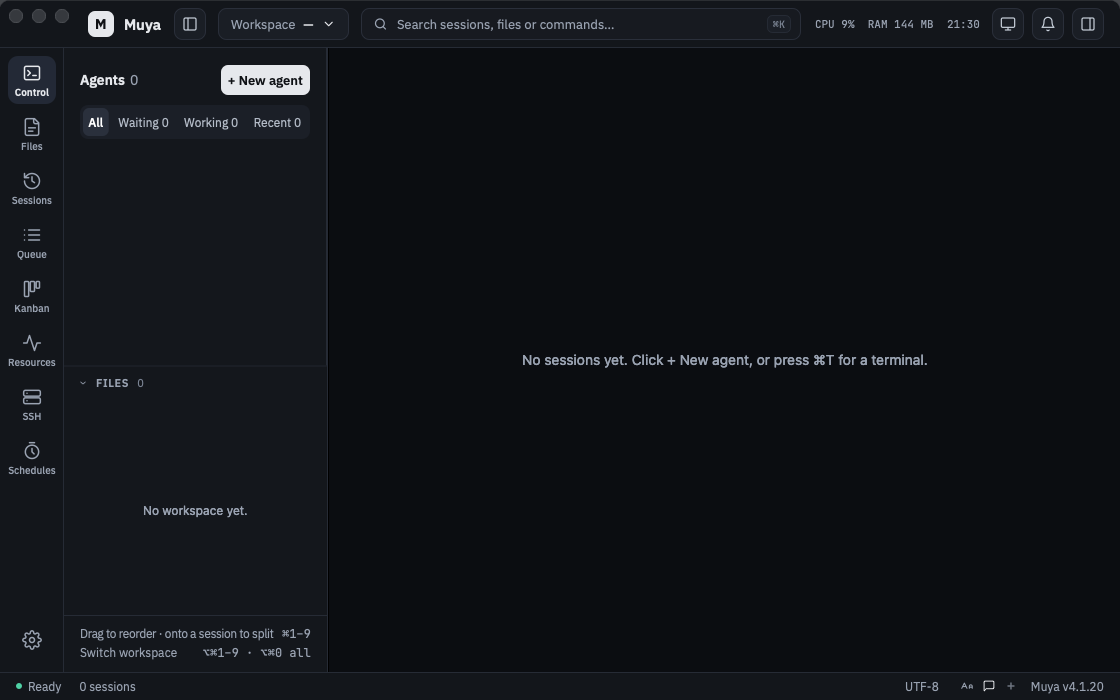 M Muya Workspace — Search sessions, files or commands... ⌘K CPU 9% RAM 144 MB 21:30
Control
Files
Sessions
Queue
Kanban
Resources
SSH
Schedules
Agents 0 + New agent
All Waiting 0 Working 0 Recent 0
FILES 0
No workspace yet.
Drag to reorder · onto a session to split ⌘1–9
Switch workspace ⌥⌘1–9 · ⌥⌘0 all
No sessions yet. Click + New agent, or press ⌘T for a terminal.
Ready 0 sessions UTF-8 Aa + Muya v4.1.20